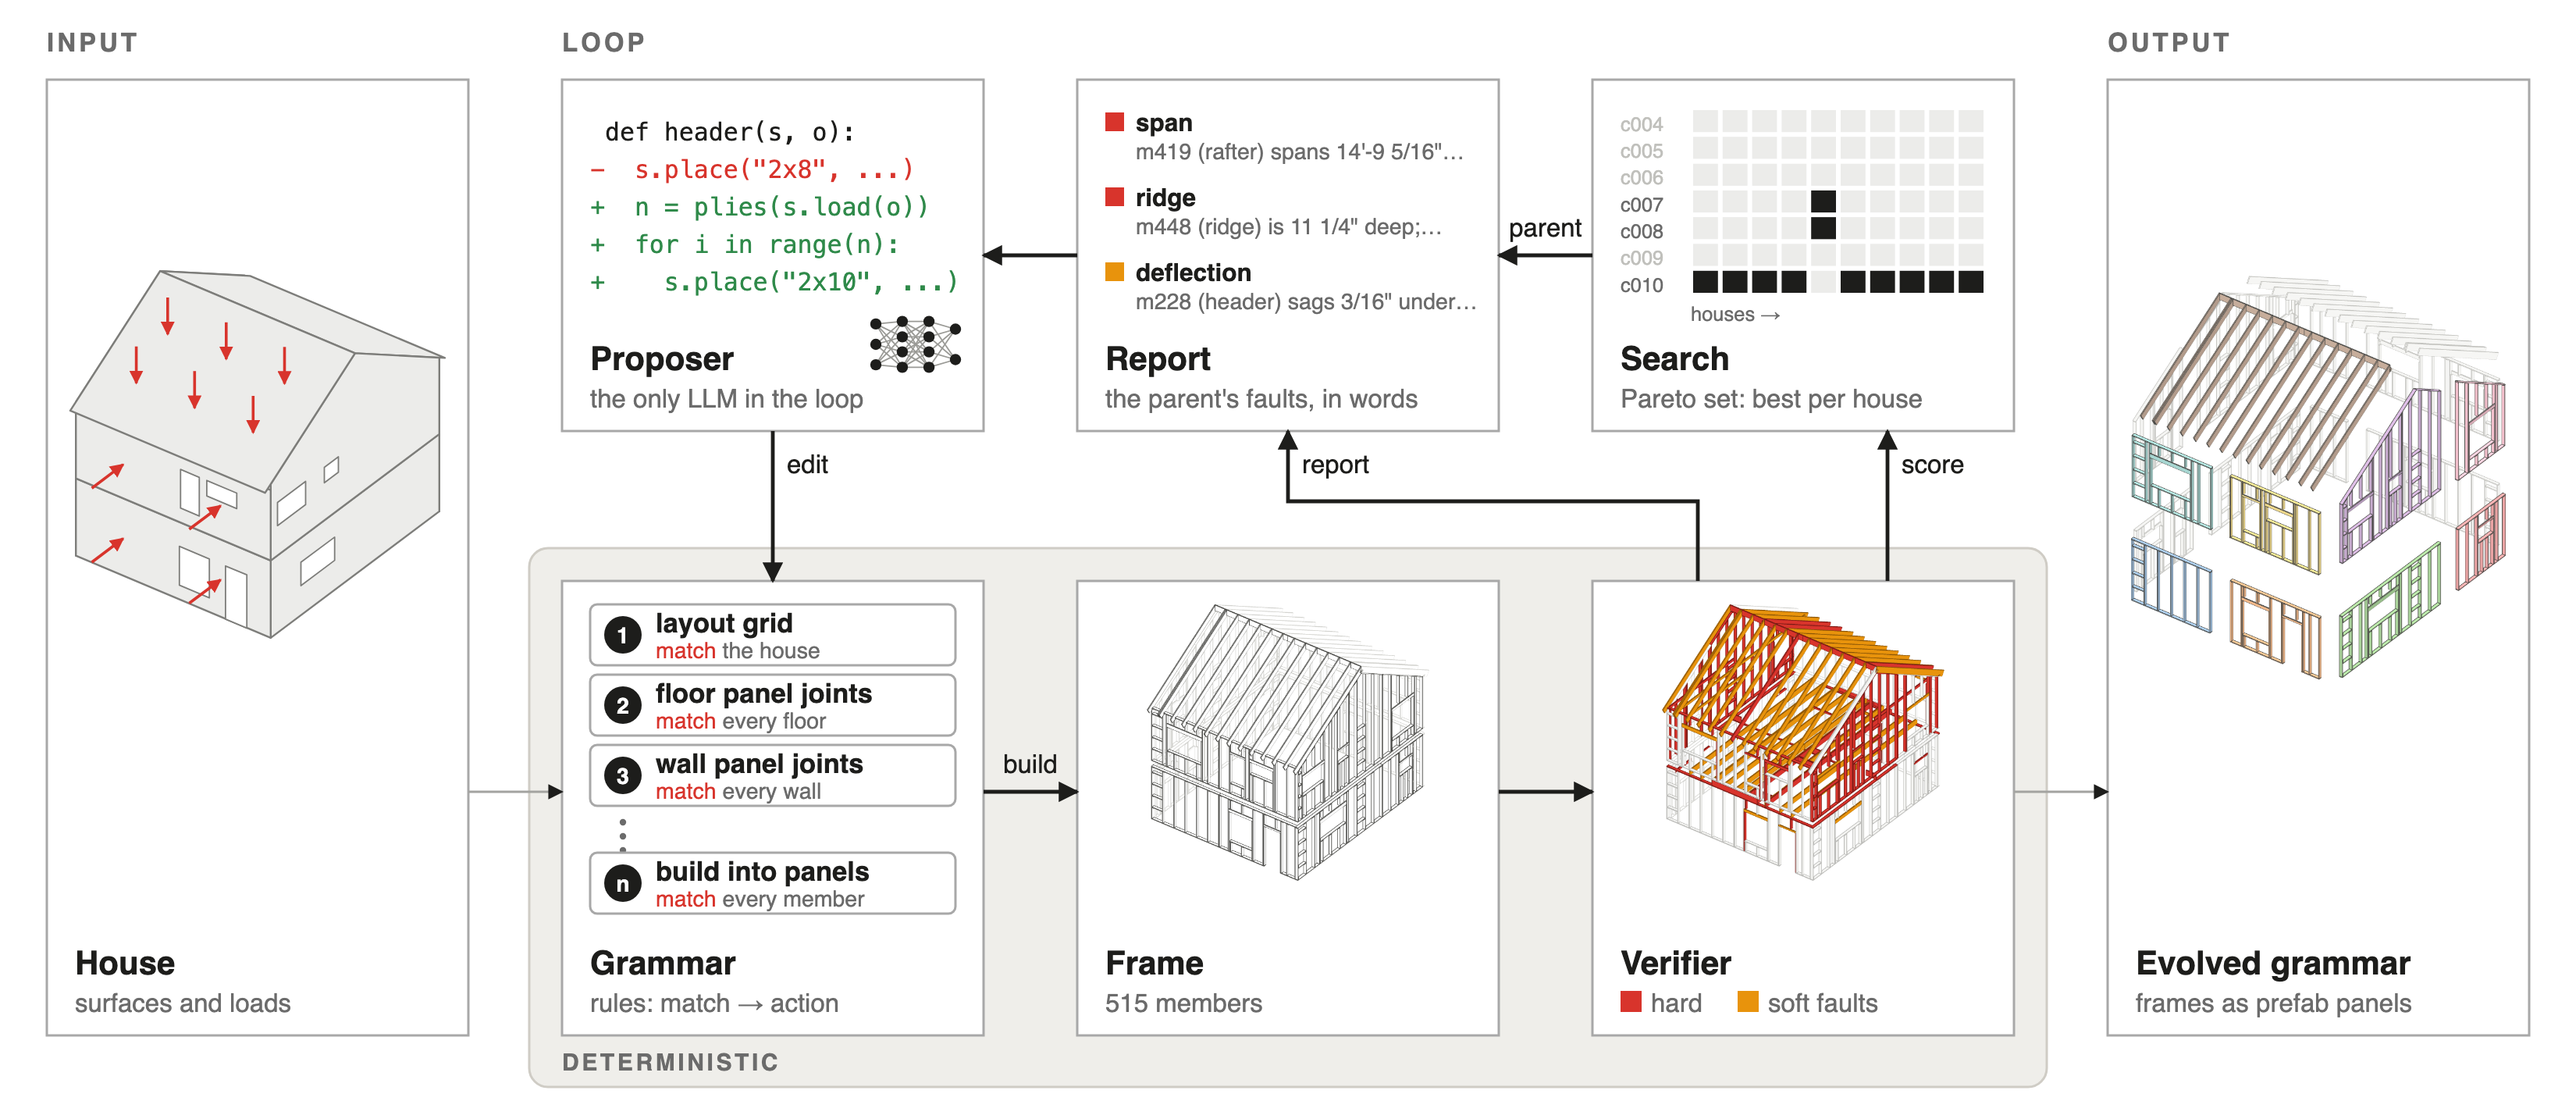 INPUT
LOOP
OUTPUT
def header(s, o):
-  s.place("2x8", ...)
+  n = plies(s.load(o))
+  for i in range(n):
+    s.place("2x10", ...)
Proposer
the only LLM in the loop
span
m419 (rafter) spans 14'-9 5/16"…
ridge
m448 (ridge) is 11 1/4" deep;…
deflection
m228 (header) sags 3/16" under…
Report
the parent's faults, in words
parent
c004
c005
c006
c007
c008
c009
c010
houses →
Search
Pareto set: best per house
edit
report
score
1 layout grid
match the house
2 floor panel joints
match every floor
3 wall panel joints
match every wall
n build into panels
match every member
build
House
surfaces and loads
Grammar
rules: match → action
Frame
515 members
Verifier
hard
soft faults
Evolved grammar
frames as prefab panels
DETERMINISTIC